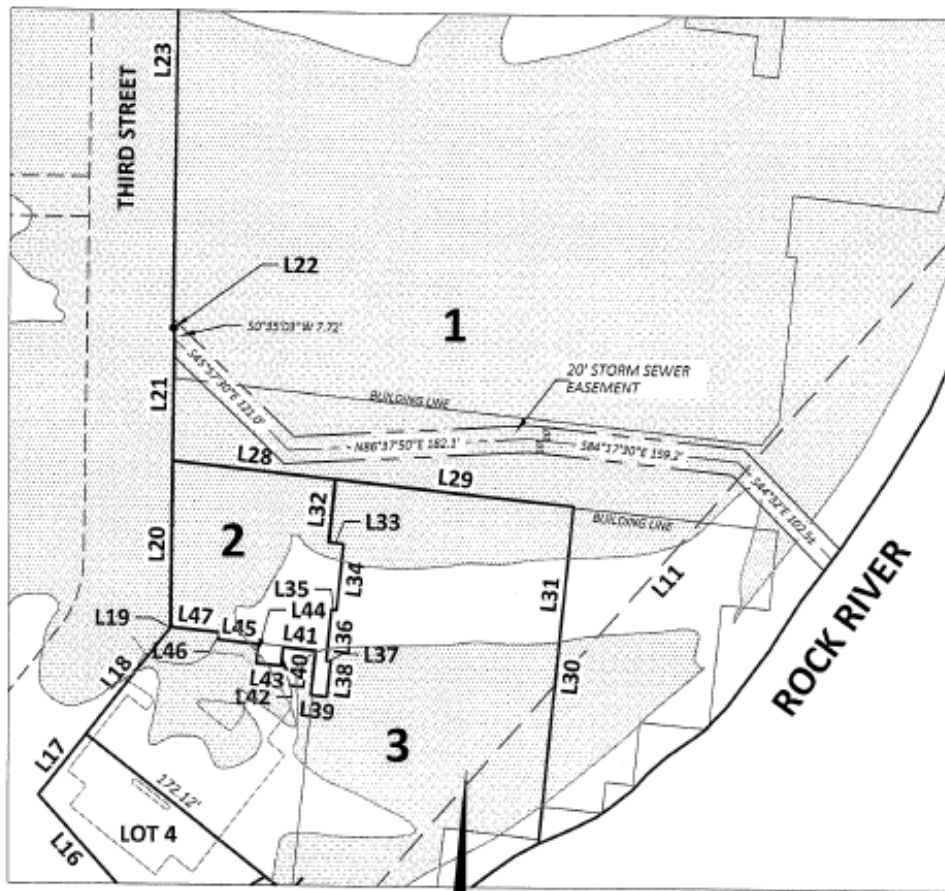 L23
THIRD STREET
L22
S0°35'03"W 7.72'
1
20' STORM SEWER
EASEMENT
L21
S45°57'30"E 121.0'
BUILDING LINE
N86°37'50"E 182.1'
S84°17'30"E 159.2'
L28
L29
S44°52'E 102.5±
L32
L33
BUILDING LINE
L20
2
L34
L31
L11
L35
L44
L19
L47
L45
L41
L36
L37
L46
L43
L40
L38
L30
L18
L42
L39
ROCK RIVER
3
L17
172.12'
LOT 4
L16